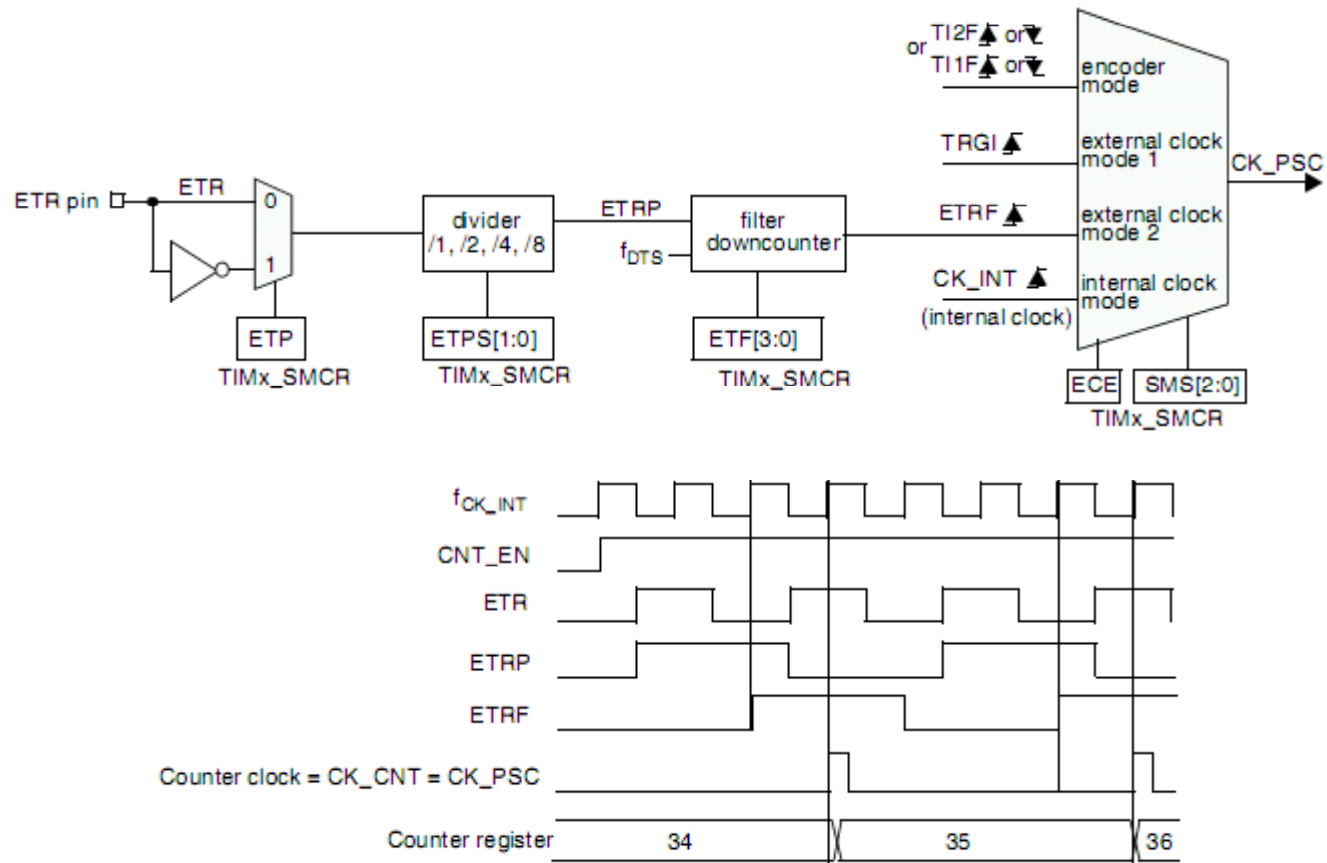 or TI2F or
TI1F or
encoder
mode
TRGI
external clock
mode 1
CK_PSC
ETR pin
ETR
0
1
divider
/1, /2, /4, /8
ETRP
fDTS
filter
downcounter
ETRF
external clock
mode 2
CK_INT
(internal clock)
internal clock
mode
ETP
TIMx_SMCR
ETPS[1:0]
TIMx_SMCR
ETF[3:0]
TIMx_SMCR
ECE
SMS[2:0]
TIMx_SMCR
fCK_INT
CNT_EN
ETR
ETRP
ETRF
Counter clock = CK_CNT = CK_PSC
Counter register
34
35
36